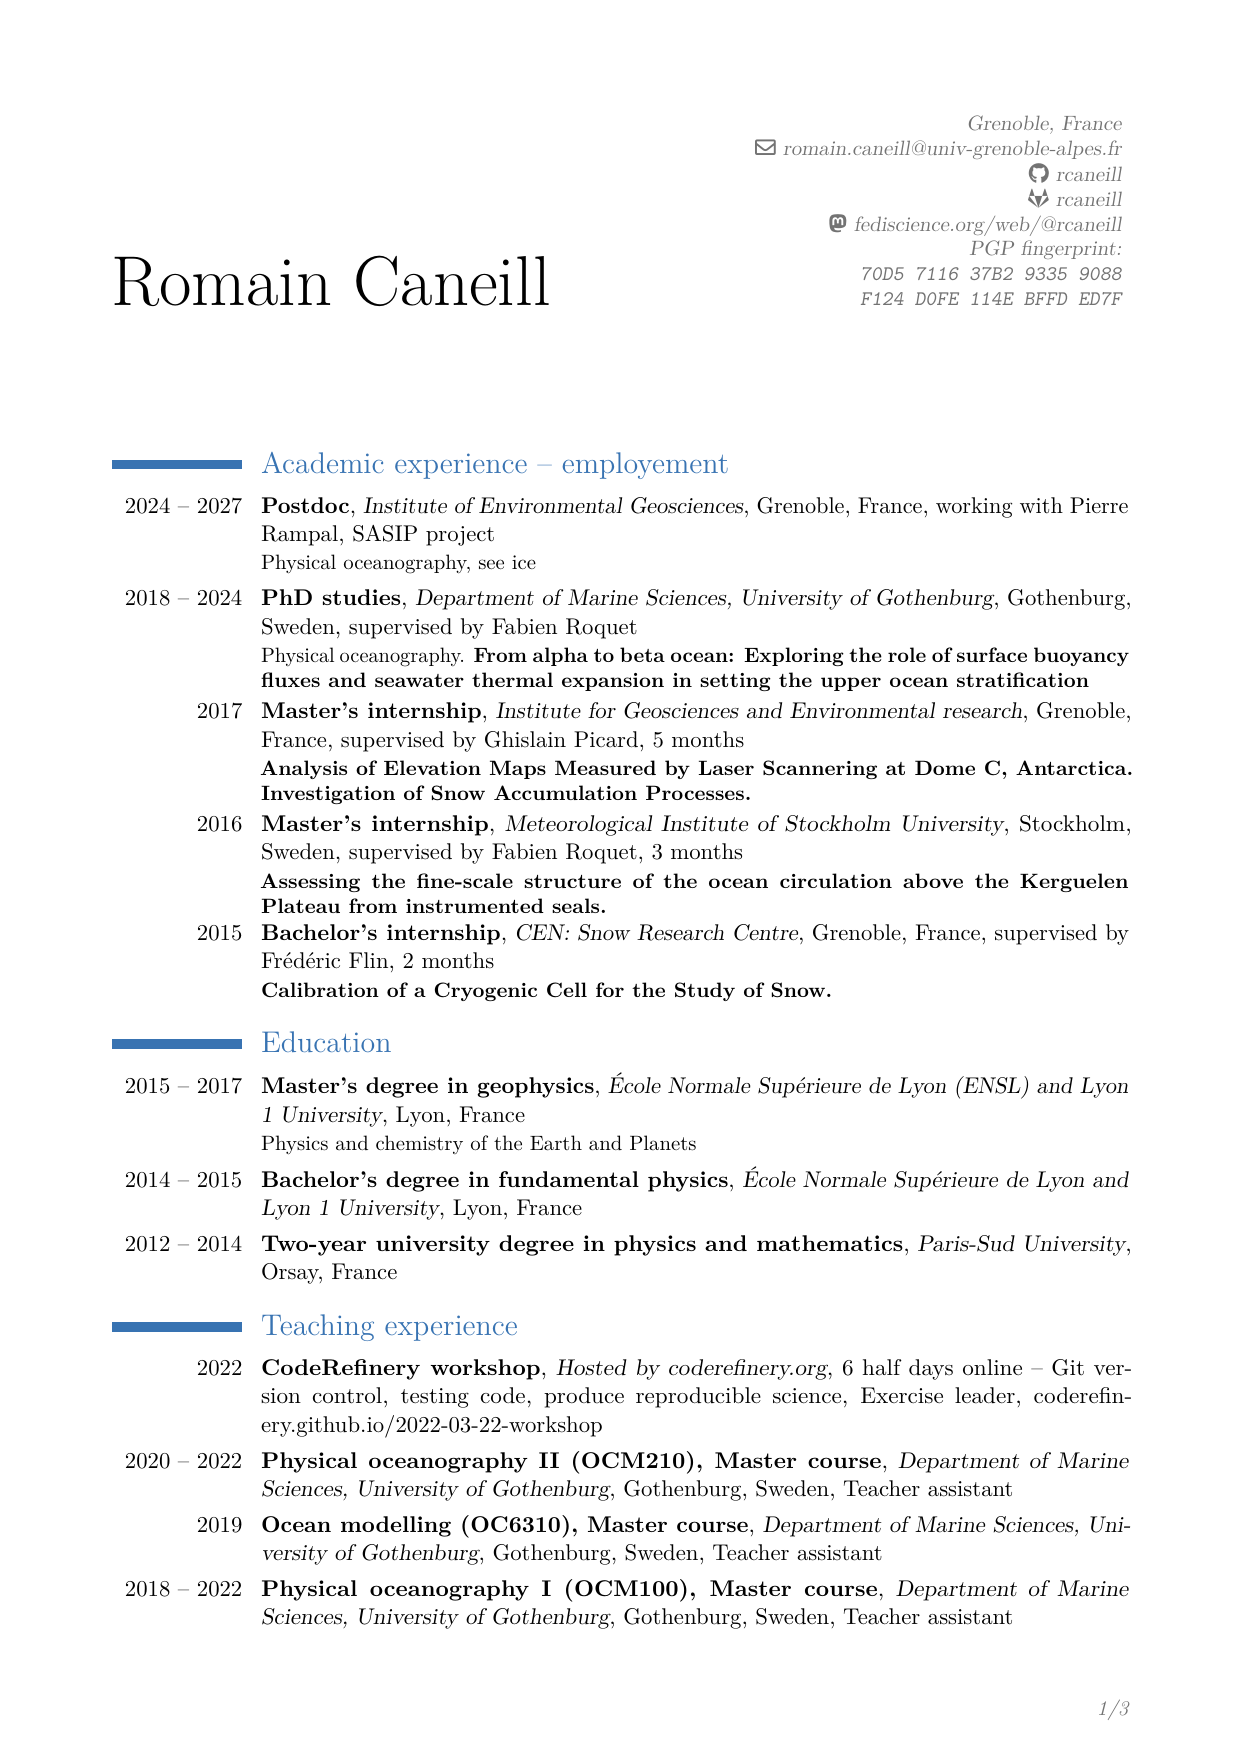 Grenoble, France
romain.caneill@univ-grenoble-alpes.fr
rcaneill
rcaneill
fediscience.org/web/@rcaneill
PGP fingerprint:
70D5 7116 37B2 9335 9088
F124 D0FE 114E BFFD ED7F
Romain Caneill
Academic experience – employement
2024 – 2027 Postdoc, Institute of Environmental Geosciences, Grenoble, France, working with Pierre
Rampal, SASIP project
Physical oceanography, see ice
2018 – 2024 PhD studies, Department of Marine Sciences, University of Gothenburg, Gothenburg,
Sweden, supervised by Fabien Roquet
Physical oceanography. From alpha to beta ocean: Exploring the role of surface buoyancy
fluxes and seawater thermal expansion in setting the upper ocean stratification
2017 Master's internship, Institute for Geosciences and Environmental research, Grenoble,
France, supervised by Ghislain Picard, 5 months
Analysis of Elevation Maps Measured by Laser Scannering at Dome C, Antarctica.
Investigation of Snow Accumulation Processes.
2016 Master's internship, Meteorological Institute of Stockholm University, Stockholm,
Sweden, supervised by Fabien Roquet, 3 months
Assessing the fine-scale structure of the ocean circulation above the Kerguelen
Plateau from instrumented seals.
2015 Bachelor's internship, CEN: Snow Research Centre, Grenoble, France, supervised by
Frédéric Flin, 2 months
Calibration of a Cryogenic Cell for the Study of Snow.
Education
2015 – 2017 Master's degree in geophysics, École Normale Supérieure de Lyon (ENSL) and Lyon
1 University, Lyon, France
Physics and chemistry of the Earth and Planets
2014 – 2015 Bachelor's degree in fundamental physics, École Normale Supérieure de Lyon and
Lyon 1 University, Lyon, France
2012 – 2014 Two-year university degree in physics and mathematics, Paris-Sud University,
Orsay, France
Teaching experience
2022 CodeRefinery workshop, Hosted by coderefinery.org, 6 half days online – Git ver-
sion control, testing code, produce reproducible science, Exercise leader, coderefin-
ery.github.io/2022-03-22-workshop
2020 – 2022 Physical oceanography II (OCM210), Master course, Department of Marine
Sciences, University of Gothenburg, Gothenburg, Sweden, Teacher assistant
2019 Ocean modelling (OC6310), Master course, Department of Marine Sciences, Uni-
versity of Gothenburg, Gothenburg, Sweden, Teacher assistant
2018 – 2022 Physical oceanography I (OCM100), Master course, Department of Marine
Sciences, University of Gothenburg, Gothenburg, Sweden, Teacher assistant
1/3